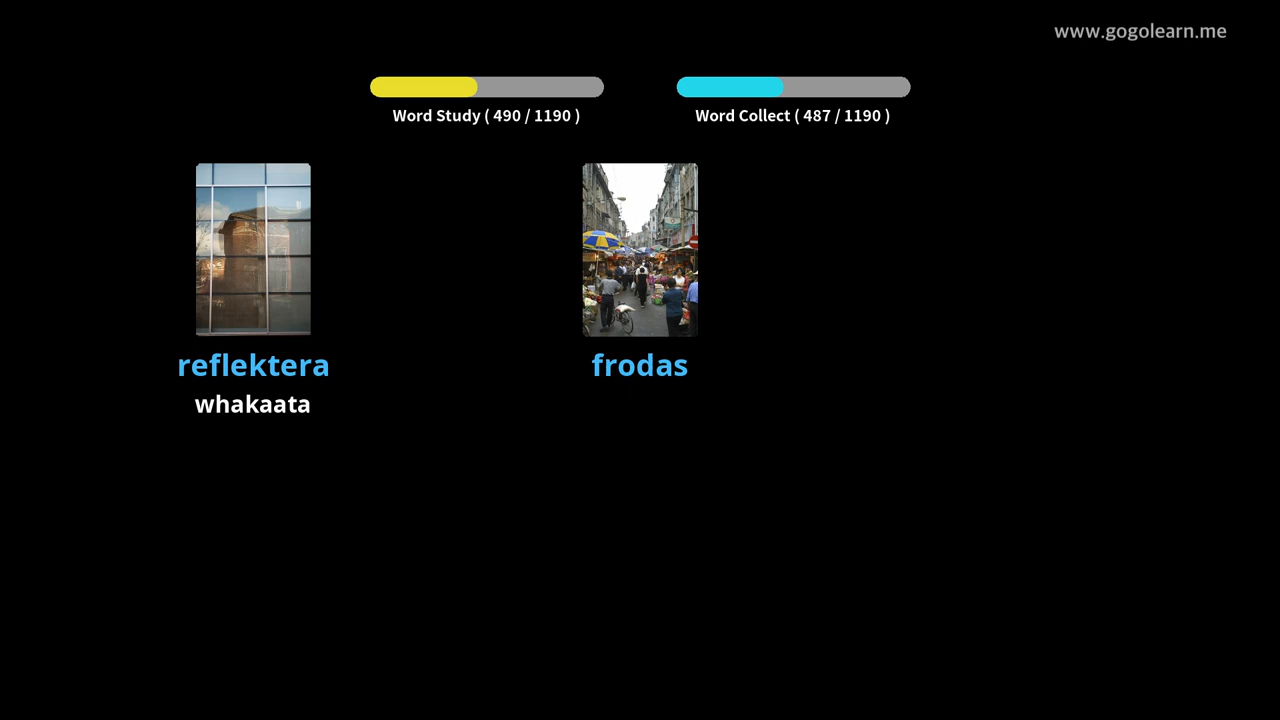 www.gogolearn.me
Word Study ( 490 / 1190 )
Word Collect ( 487 / 1190 )
reflektera
whakaata
frodas